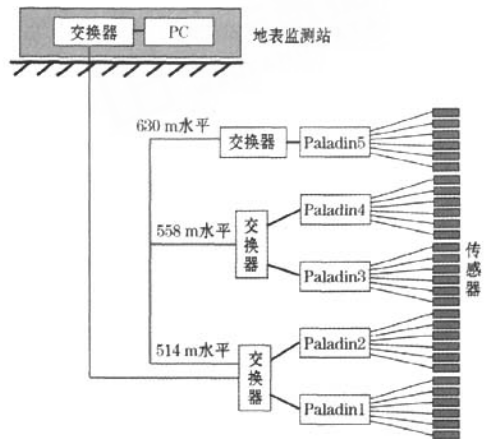 交换器
PC
地表监测站
630 m水平
交换器
Paladin5
558 m水平
交换器
Paladin4
Paladin3
传感器
514 m水平
交换器
Paladin2
Paladin1